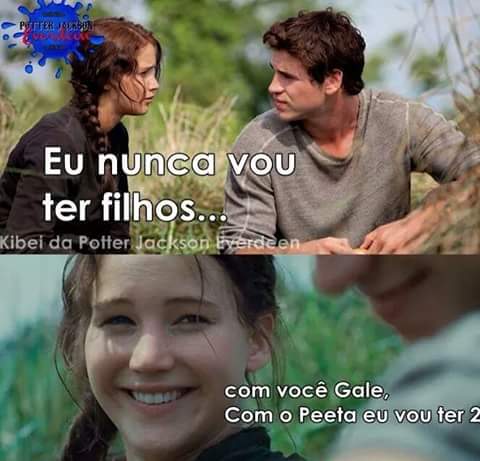 POTTER JACKSON
Everdeen
Eu nunca vou
ter filhos...
Kibei da Potter Jackson Everdeen
com você Gale,
Com o Peeta eu vou ter 2